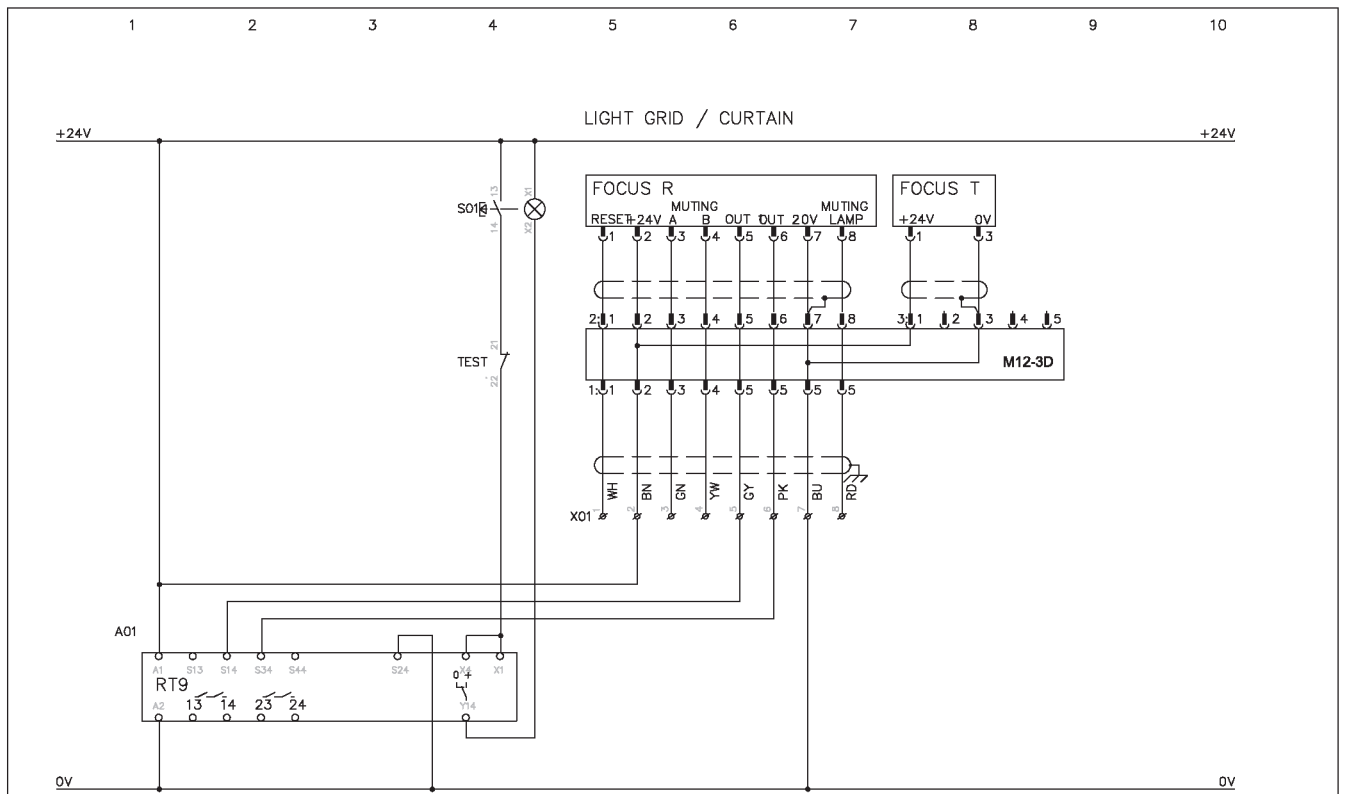 1 2 3 4 5 6 7 8 9 10
LIGHT GRID / CURTAIN
+24V +24V
FOCUS R FOCUS T
MUTING MUTING
RESET +24V A B OUT 1 OUT 20V LAMP +24V 0V
1 2 3 4 5 6 7 8 1 3
13 X1
S01
14 X2
2:1 2 3 4 5 6 7 8 3:1 2 3 4 5
21
TEST M12-3D
22
1:1 2 3 4 5 5 5 5
WH BN GN YW GY PK BU RD
X01 1 2 3 4 5 6 7 8
A01
A1 S13 S14 S34 S44 S24 X4 X1
RT9 0 +
A2 13 14 23 24 Y14
0V 0V